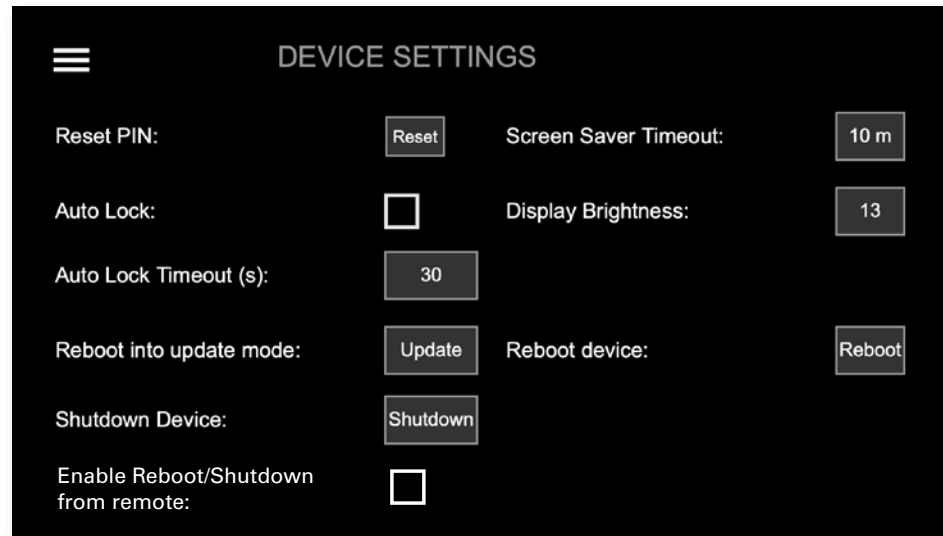 DEVICE SETTINGS
Reset PIN: Reset Screen Saver Timeout: 10 m
Auto Lock: Display Brightness: 13
Auto Lock Timeout (s): 30
Reboot into update mode: Update Reboot device: Reboot
Shutdown Device: Shutdown
Enable Reboot/Shutdown
from remote: